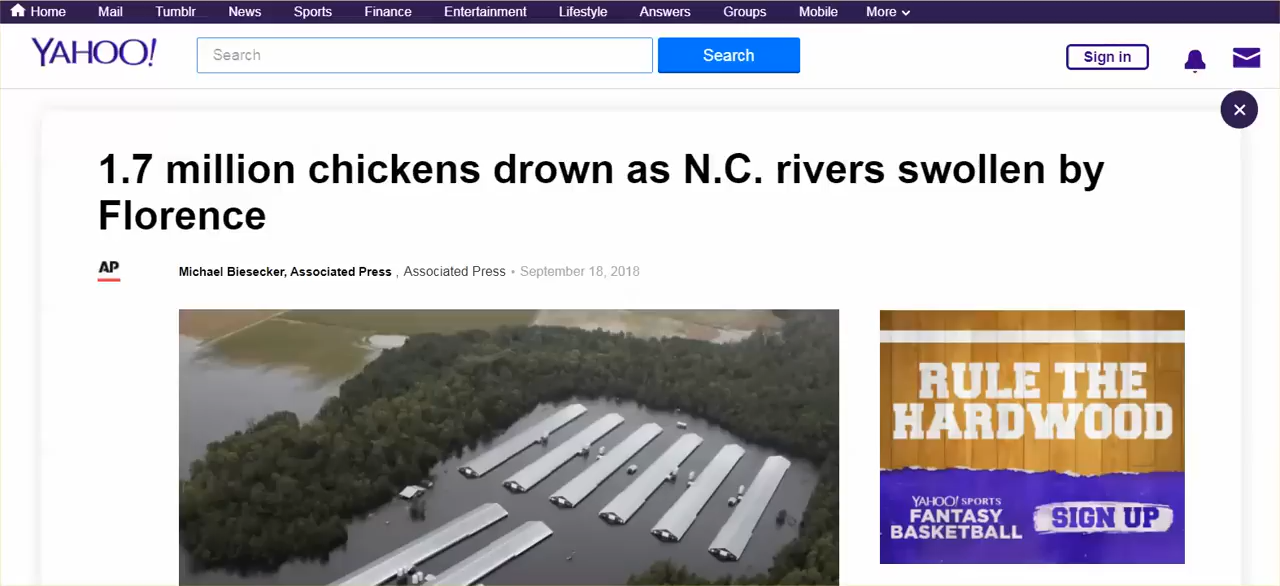 Home Mail Tumblr News Sports Finance Entertainment Lifestyle Answers Groups Mobile More
YAHOO! Search Search Sign in
1.7 million chickens drown as N.C. rivers swollen by
Florence
AP Michael Biesecker, Associated Press , Associated Press • September 18, 2018
RULE THE
HARDWOOD
YAHOO! SPORTS
FANTASY
BASKETBALL
SIGN UP